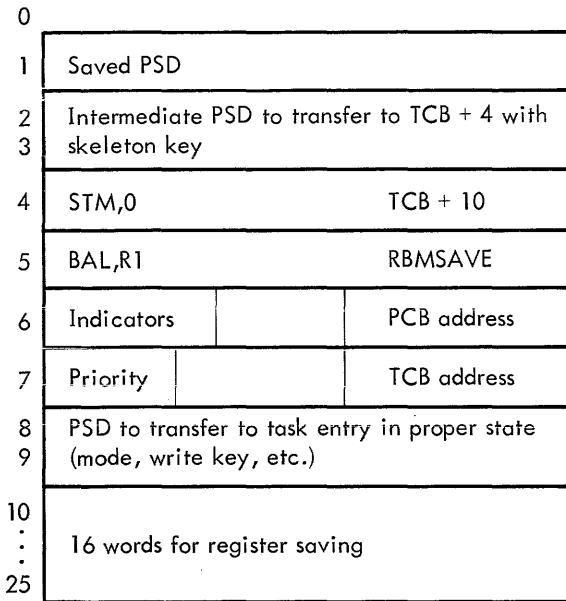 0
1 Saved PSD
2 Intermediate PSD to transfer to TCB + 4 with
3 skeleton key
4 STM,0 TCB + 10
5 BAL,R1 RBMSAVE
6 Indicators PCB address
7 Priority TCB address
8 PSD to transfer to task entry in proper state
9 (mode, write key, etc.)
10
.
. 16 words for register saving
.
25